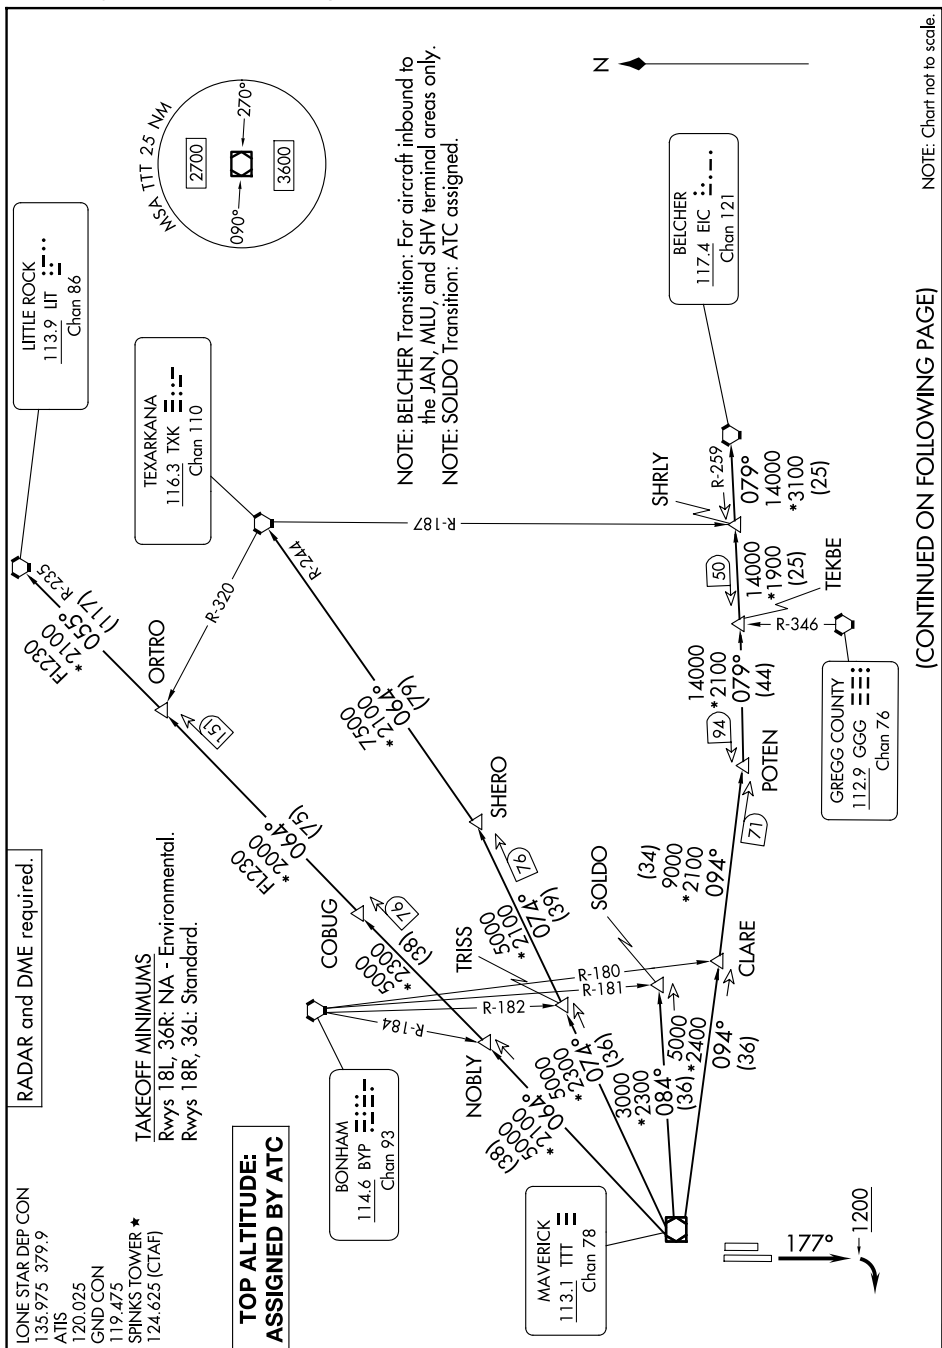 LONE STAR DEP CON
135.975 379.9
ATIS
120.025
GND CON
119.475
SPINKS TOWER ★
124.625 (CTAF)
RADAR and DME required.
TAKEOFF MINIMUMS
Rwys 18L, 36R: NA - Environmental.
Rwys 18R, 36L: Standard.
TOP ALTITUDE:
ASSIGNED BY ATC
LITTLE ROCK
113.9 LIT
Chan 86
MSA TTT 25 NM
2700
090°
270°
3600
TEXARKANA
116.3 TXK
Chan 110
R-235
FL230
*2100
055°
(117)
ORTRO
R-320
151
FL230
*2000
064°
(75)
COBUG
76
5000
*2300
(38)
NOBLY
5000
*2100
064°
(38)
BONHAM
114.6 BYP
Chan 93
R-184
R-182
R-181
R-180
R-244
7500
*2100
064°
(79)
SHERO
76
5000
*2100
074°
(39)
TRISS
5000
*2300
074°
(36)
SOLDO
3000
*2300
084°
(36)
CLARE
5000
*2400
094°
(36)
(34)
9000
*2100
094°
71
POTEN
94
14000
*2100
079°
(44)
R-346
TEKBE
50
14000
*1900
(25)
R-187
SHRLY
R-259
079°
14000
*3100
(25)
BELCHER
117.4 EIC
Chan 121
GREGG COUNTY
112.9 GGG
Chan 76
MAVERICK
113.1 TTT
Chan 78
177°
1200
NOTE: BELCHER Transition: For aircraft inbound to
the JAN, MLU, and SHV terminal areas only.
NOTE: SOLDO Transition: ATC assigned.
N
NOTE: Chart not to scale.
(CONTINUED ON FOLLOWING PAGE)